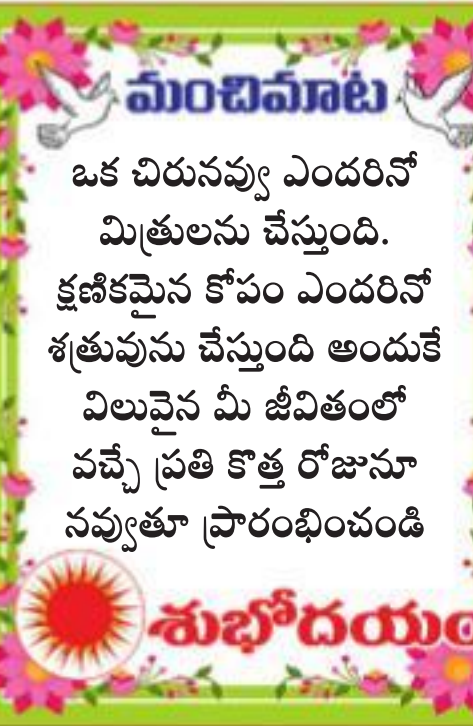 మంచిమాట
ఒక చిరునవ్వు ఎందరినో
మిత్రులను చేస్తుంది.
క్షణికమైన కోపం ఎందరినో
శత్రువును చేస్తుంది అందుకే
విలువైన మీ జీవితంలో
వచ్చే ప్రతి కొత్త రోజునూ
నవ్వుతూ ప్రారంభించండి
శుభోదయం